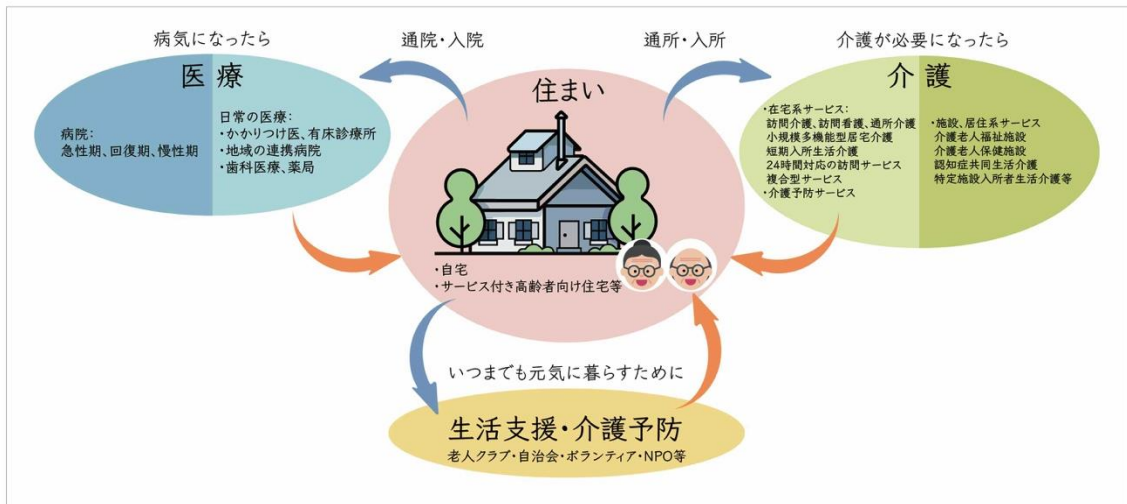 病気になったら
医療
病院:
急性期、回復期、慢性期
日常の医療:
・かかりつけ医、有床診療所
・地域の連携病院
・歯科医療、薬局
通院・入院
通所・入所
住まい
・自宅
・サービス付き高齢者向け住宅等
介護が必要になったら
介護
・在宅系サービス:
訪問介護、訪問看護、通所介護
小規模多機能型居宅介護
短期入所生活介護
24時間対応の訪問サービス
複合型サービス
・介護予防サービス
・施設、居住系サービス
介護老人福祉施設
介護老人保健施設
認知症共同生活介護
特定施設入所者生活介護等
いつまでも元気に暮らすために
生活支援・介護予防
老人クラブ・自治会・ボランティア・NPO等